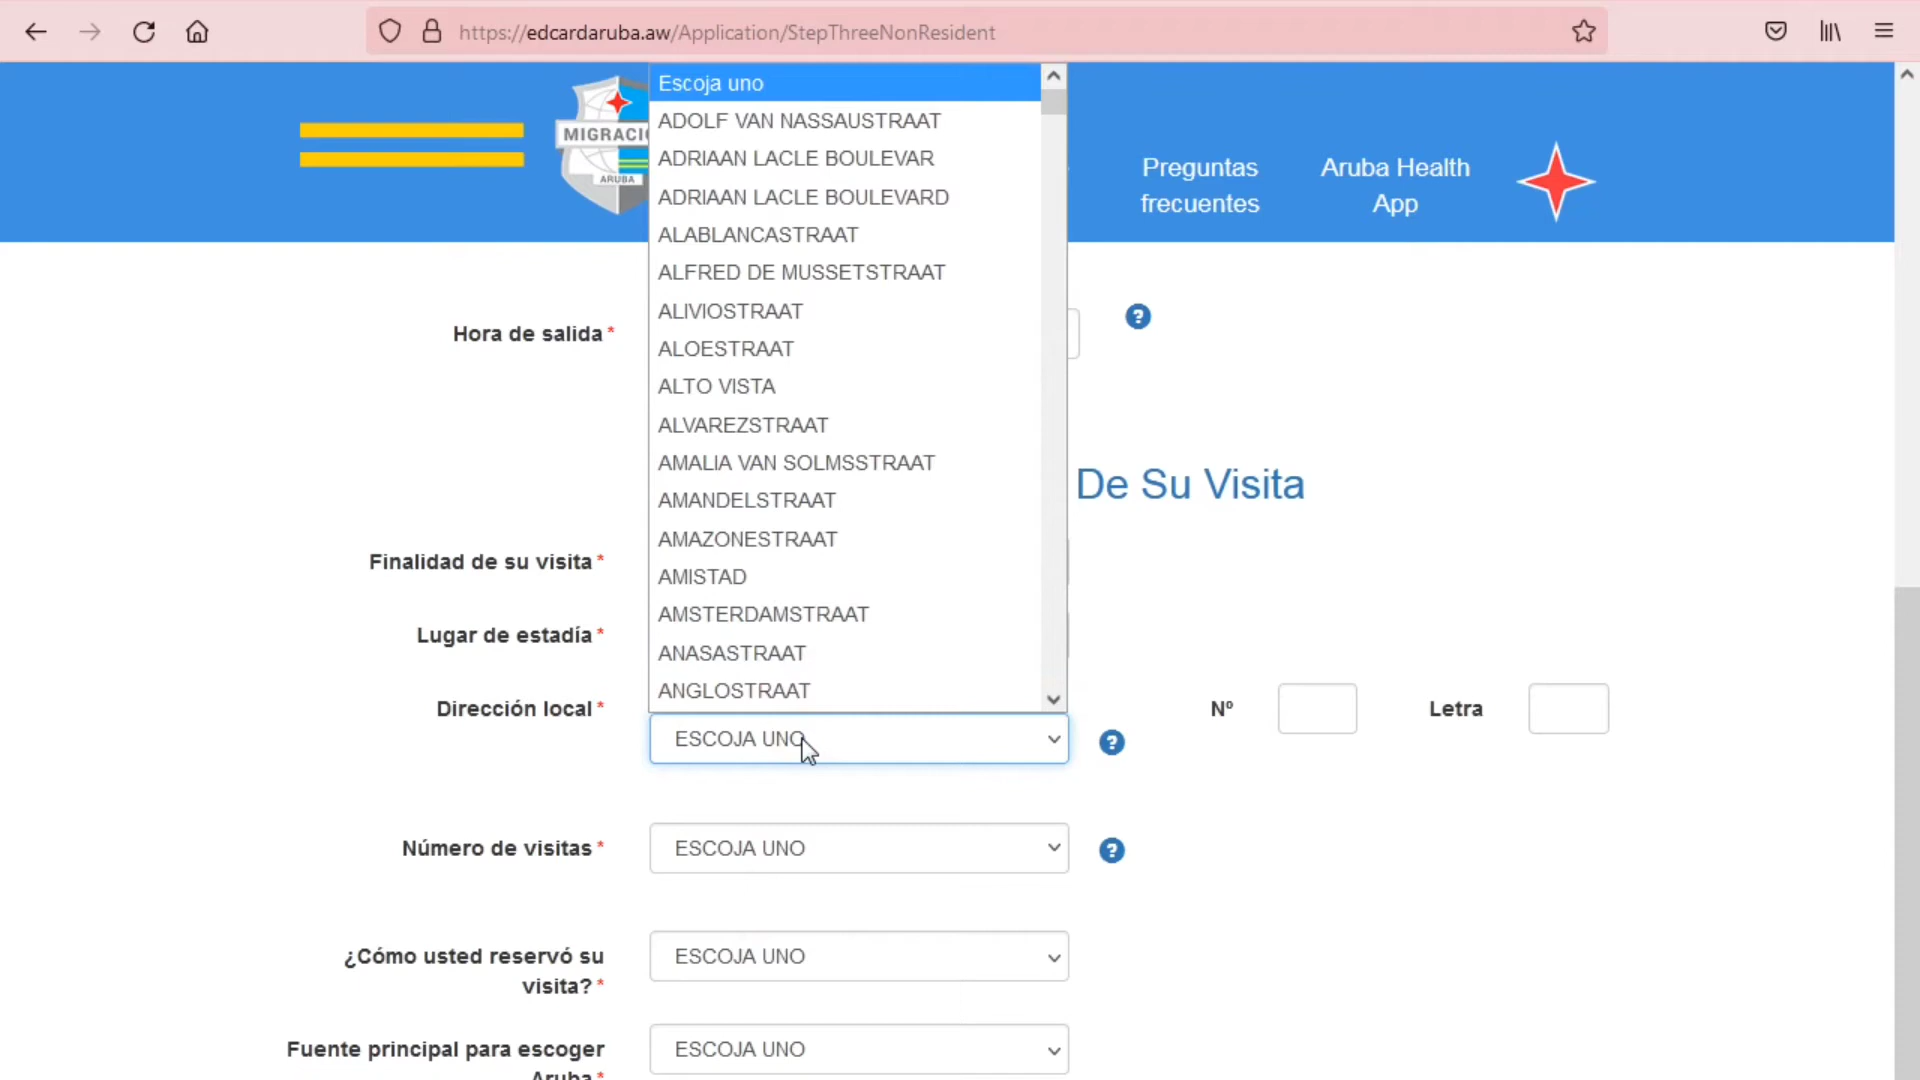 https://edcardaruba.aw/Application/StepThreeNonResident
MIGRACI
ARUBA
Preguntas
frecuentes
Aruba Health
App
Escoja uno
ADOLF VAN NASSAUSTRAAT
ADRIAAN LACLE BOULEVAR
ADRIAAN LACLE BOULEVARD
ALABLANCASTRAAT
ALFRED DE MUSSETSTRAAT
ALIVIOSTRAAT
ALOESTRAAT
ALTO VISTA
ALVAREZSTRAAT
AMALIA VAN SOLMSSTRAAT
AMANDELSTRAAT
AMAZONESTRAAT
AMISTAD
AMSTERDAMSTRAAT
ANASASTRAAT
ANGLOSTRAAT
Hora de salida *
?
De Su Visita
Finalidad de su visita *
Lugar de estadía *
Dirección local *
ESCOJA UNO
?
Nº
Letra
Número de visitas *
ESCOJA UNO
?
¿Cómo usted reservó su
visita? *
ESCOJA UNO
Fuente principal para escoger
Aruba *
ESCOJA UNO